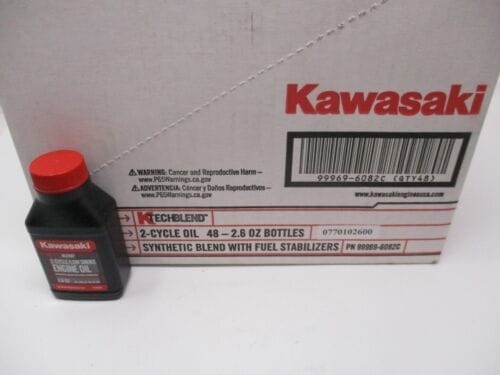 Kawasaki
99969-6082C (QTY48)
www.kawasakienginesusa.com
⚠WARNING: Cancer and Reproductive Harm –
www.P65Warnings.ca.gov
⚠ADVERTENCIA: Cáncer y Daños Reproductivos –
www.P65Warnings.ca.gov
KTECHBLEND™
2-CYCLE OIL 48 – 2.6 OZ BOTTLES 0770102600
SYNTHETIC BLEND WITH FUEL STABILIZERS PN 99969-6082C
Kawasaki
ENGINE OIL